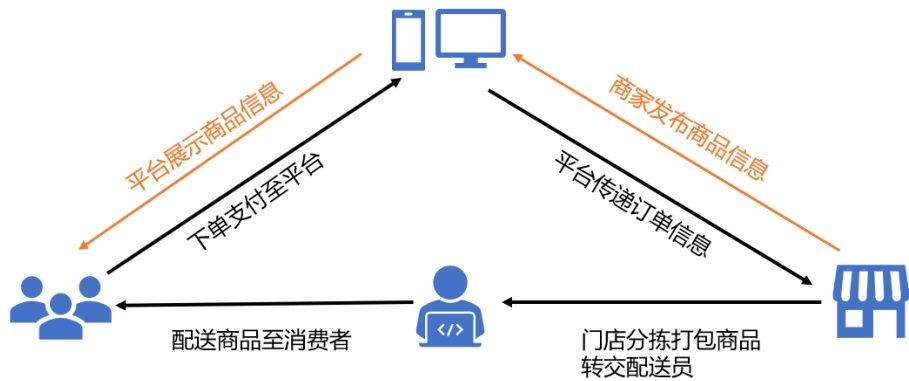 平台展示商品信息
下单支付至平台
商家发布商品信息
平台传递订单信息
配送商品至消费者
</>
门店分拣打包商品
转交配送员